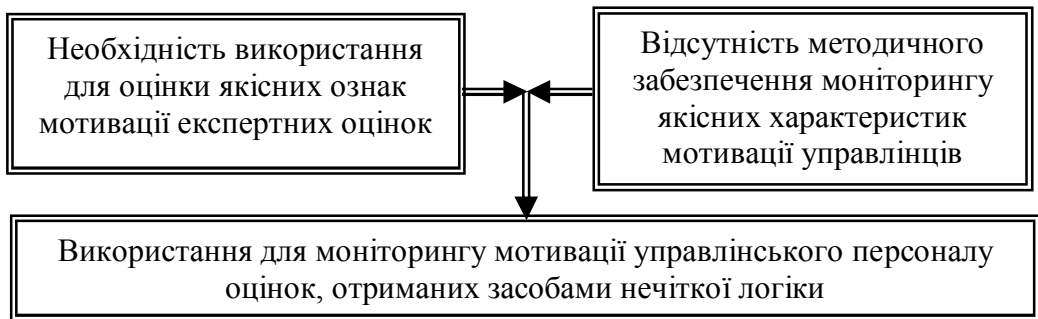 Необхідність використання
для оцінки якісних ознак
мотивації експертних оцінок
Відсутність методичного
забезпечення моніторингу
якісних характеристик
мотивації управлінців
Використання для моніторингу мотивації управлінського персоналу
оцінок, отриманих засобами нечіткої логіки